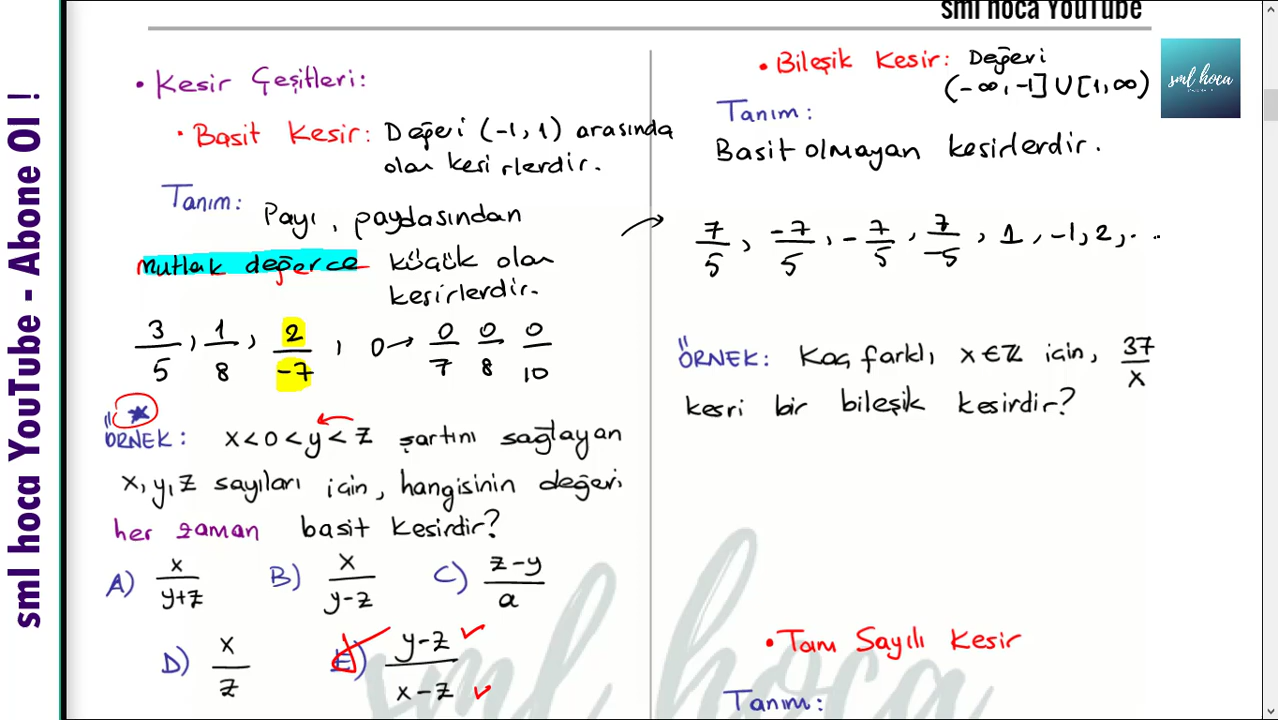 sml hoca YouTube - Abone Ol !
sml hoca YouTube
• Kesir Çeşitleri:
• Basit Kesir: Değeri (-1, 1) arasında
olan kesirlerdir.
Tanım: Payı, paydasından
Mutlak değerce küçük olan
kesirlerdir.
3/5, 1/8, 2/-7, 0 → 0/7 0/8 0/10
"ÖRNEK: x<0<y<z şartını sağlayan
x, y, z sayıları için, hangisinin değeri
her zaman basit kesirdir?
A) x/y+z B) x/y-z C) z-y/a
D) x/z E) y-z/x-z
• Bileşik Kesir: Değeri
(-∞, -1] U [1, ∞)
Tanım:
Basit olmayan kesirlerdir.
7/5, -7/5, -7/5, 7/-5, 1, -1, 2, ...
"ÖRNEK: Kaç farklı, x∈ℤ için, 37/x
kesri bir bileşik kesirdir?
• Tam Sayılı Kesir
Tanım:
sml hoca
sml hoca